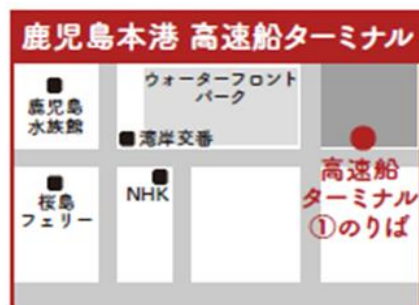 鹿児島本港 高速船ターミナル
鹿児島
水族館
ウォーターフロント
パーク
湾岸交番
桜島
フェリー
NHK
高速船
ターミナル
①のりば